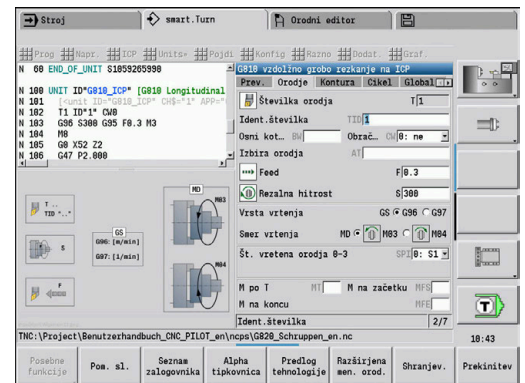 Stroj smart.Turn Orodni editor
Prog Napr. ICP Units» Pojdi Konfig Razno Dodat. Graf.
N 60 END_OF_UNIT S1059265990
N 100 UNIT ID"G810_ICP" [G810 Longitudinal
N 101 [<unit ID="G810_ICP" CH$="1" APP="
N 102 T1 ID"1" CW0
N 103 G96 S300 G95 F0.3 M3
N 104 M8
N 105 G0 X52 Z2
N 106 G47 P2.000
G810 vzdolžno grobo rezkanje na ICP
Prev. Orodje Kontura Cikel Global
Številka orodja T 1
Ident.številka TID 1
Osni kot… BW Obrač… CW 0: ne
Izbira orodja AT
Feed F 0.3
Rezalna hitrost S 300
Vrsta vrtenja GS G96 G97
Smer vrtenja MD M03 M04
Št. vretena orodja 0-3 SPI 0: S1
M po T MT M na začetku MFS
M na koncu MFE
Ident.številka 2/7
T ..
TID ".."
S
F
GS
G96: [m/min]
G97: [1/min]
MD
M03
M04
TNC:\Project\Benutzerhandbuch_CNC_PILOT_en\ncps\G820_Schruppen_en.nc
T
10:43
Posebne funkcije
Pom. sl.
Seznam zalogovnika
Alpha tipkovnica
Predlog tehnologije
Razširjena men. orod.
Shranjev.
Prekinitev